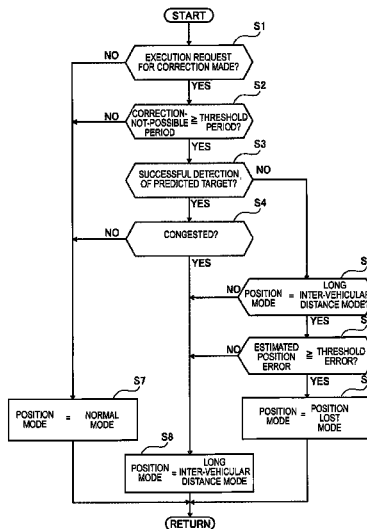 START
S1
NO
EXECUTION REQUEST
FOR CORRECTION MADE?
YES
S2
NO
CORRECTION-
NOT-POSSIBLE
PERIOD
≧
THRESHOLD
PERIOD?
YES
S3
SUCCESSFUL DETECTION
OF PREDICTED TARGET?
NO
YES
S4
NO
CONGESTED?
YES
S
NO
POSITION
MODE
=
LONG
INTER-VEHICULAR
DISTANCE MODE?
YES
S
NO
ESTIMATED
POSITION
ERROR
≧
THRESHOLD
ERROR?
YES
S7
S
POSITION
MODE
=
NORMAL
MODE
POSITION
MODE
=
POSITION
LOST
MODE
S8
POSITION
MODE
=
LONG
INTER-VEHICULAR
DISTANCE MODE
RETURN